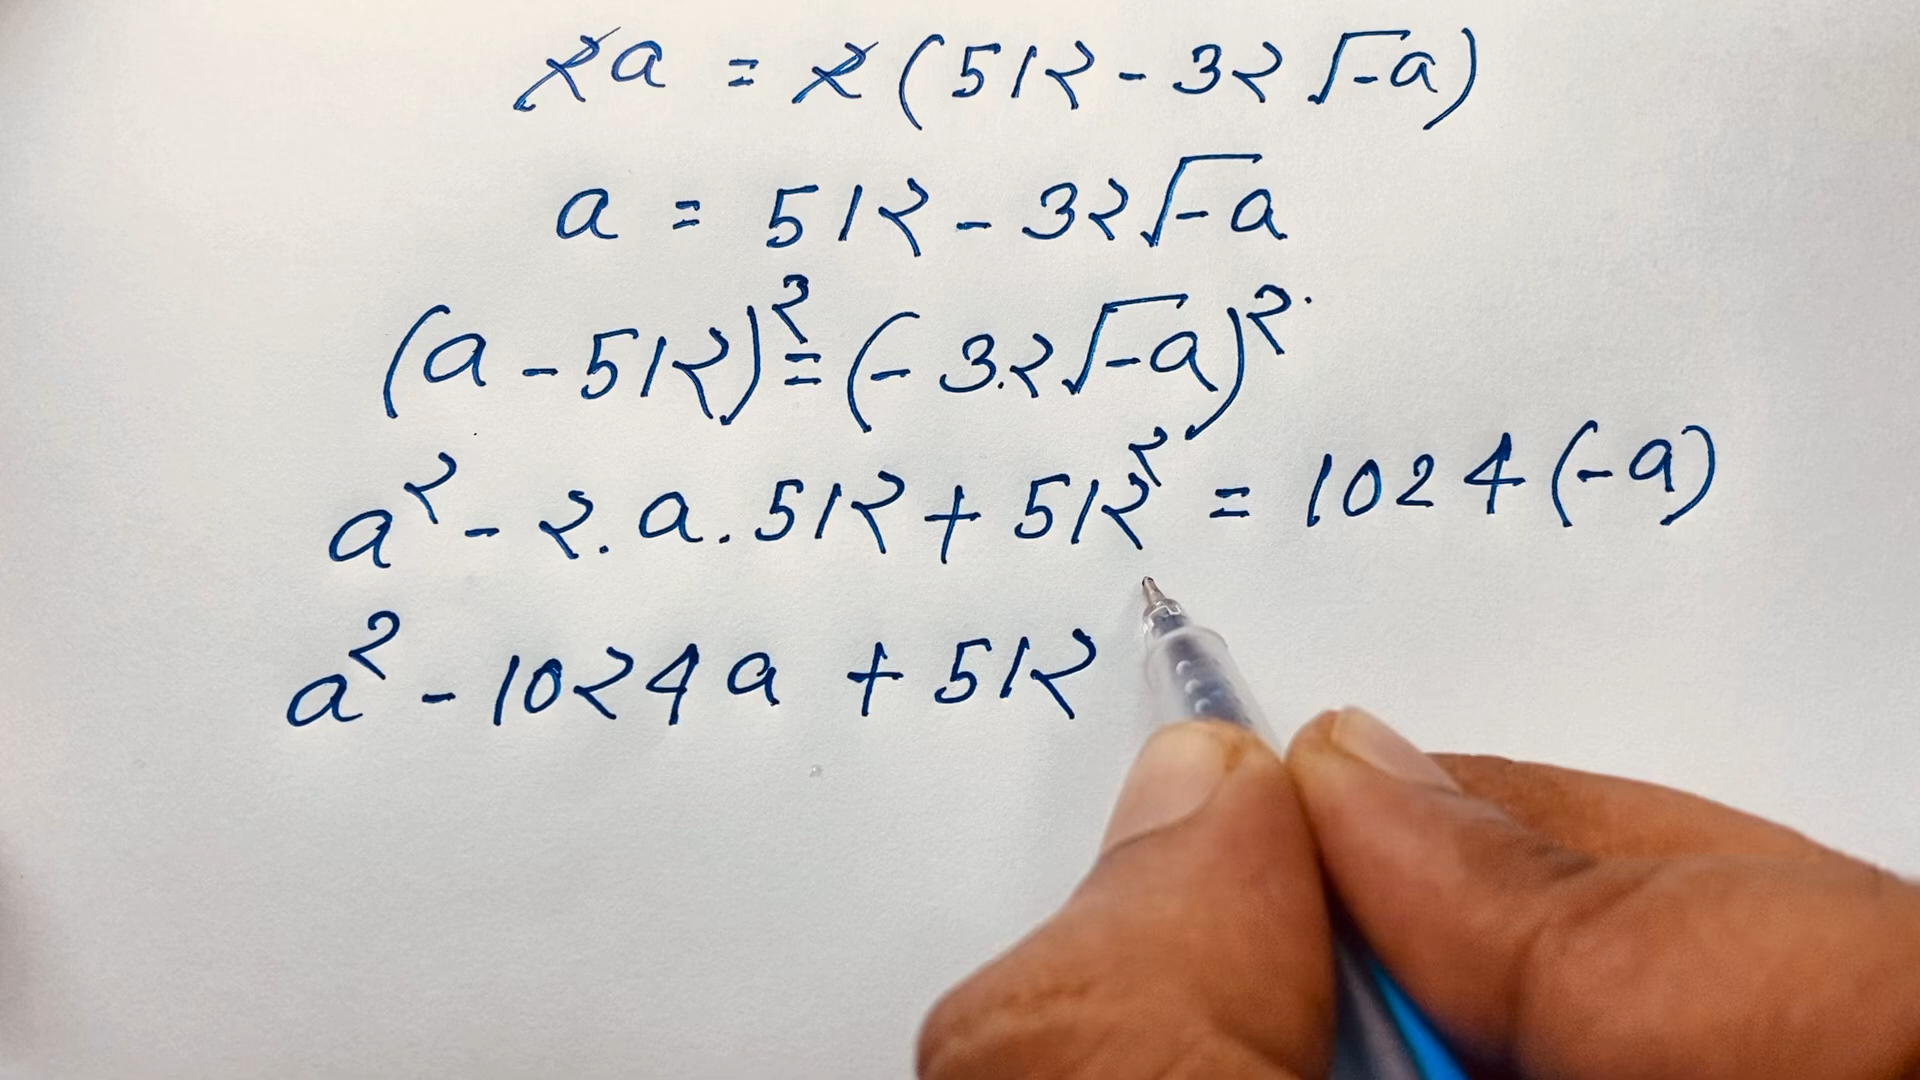 2a = 2(512 - 32√-a)
a = 512 - 32√-a
(a - 512)² = (-32√-a)²
a² - 2.a.512 + 512² = 1024(-a)
a² - 1024a + 512